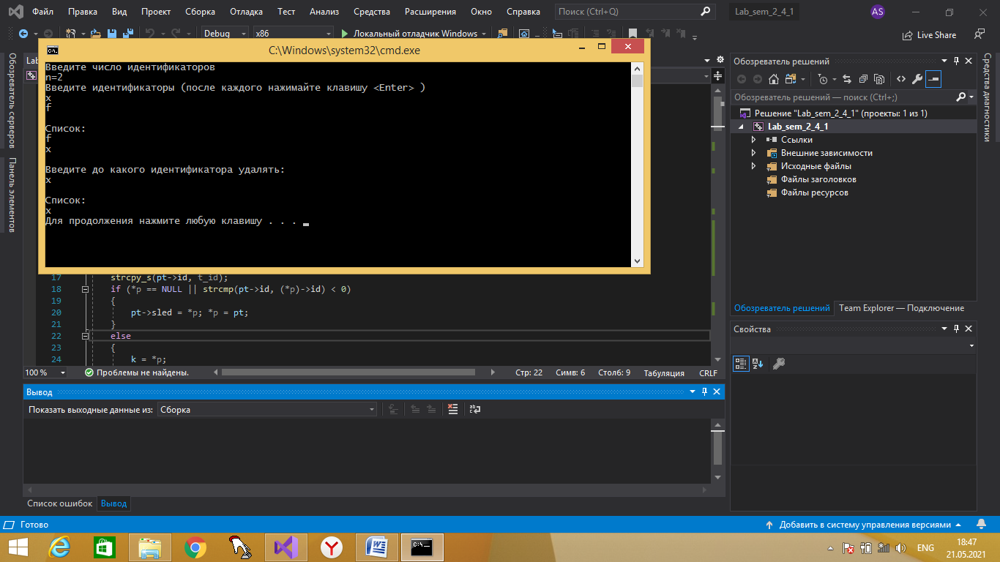 Файл Правка Вид Проект Сборка Отладка Тест Анализ Средства Расширения Окно Справка Поиск (Ctrl+Q) Lab_sem_2_4_1 AS
Debug x86 Локальный отладчик Windows Live Share
C:\Windows\system32\cmd.exe
Введите число идентификаторов
n=2
Введите идентификаторы (после каждого нажимайте клавишу <Enter> )
x
f
Список:
f
x
Введите до какого идентификатора удалять:
x
Список:
x
Для продолжения нажмите любую клавишу . . .
Обозреватель серверов
Панель элементов
Lab
17 strcpy_s(pt->id, t_id);
18 if (*p == NULL || strcmp(pt->id, (*p)->id) < 0)
19 {
20 pt->sled = *p; *p = pt;
21 }
22 else
23 {
24 k = *p;
100 % Проблемы не найдены. Стр: 22 Симв: 6 Столб: 9 Табуляция CRLF
Вывод
Показать выходные данные из: Сборка
Список ошибок Вывод
Обозреватель решений
Обозреватель решений — поиск (Ctrl+;)
Решение "Lab_sem_2_4_1" (проекты: 1 из 1)
Lab_sem_2_4_1
Ссылки
Внешние зависимости
Исходные файлы
Файлы заголовков
Файлы ресурсов
Обозреватель решений Team Explorer — Подключение
Свойства
Средства диагностики
Готово Добавить в систему управления версиями
ENG 18:47
21.05.2021